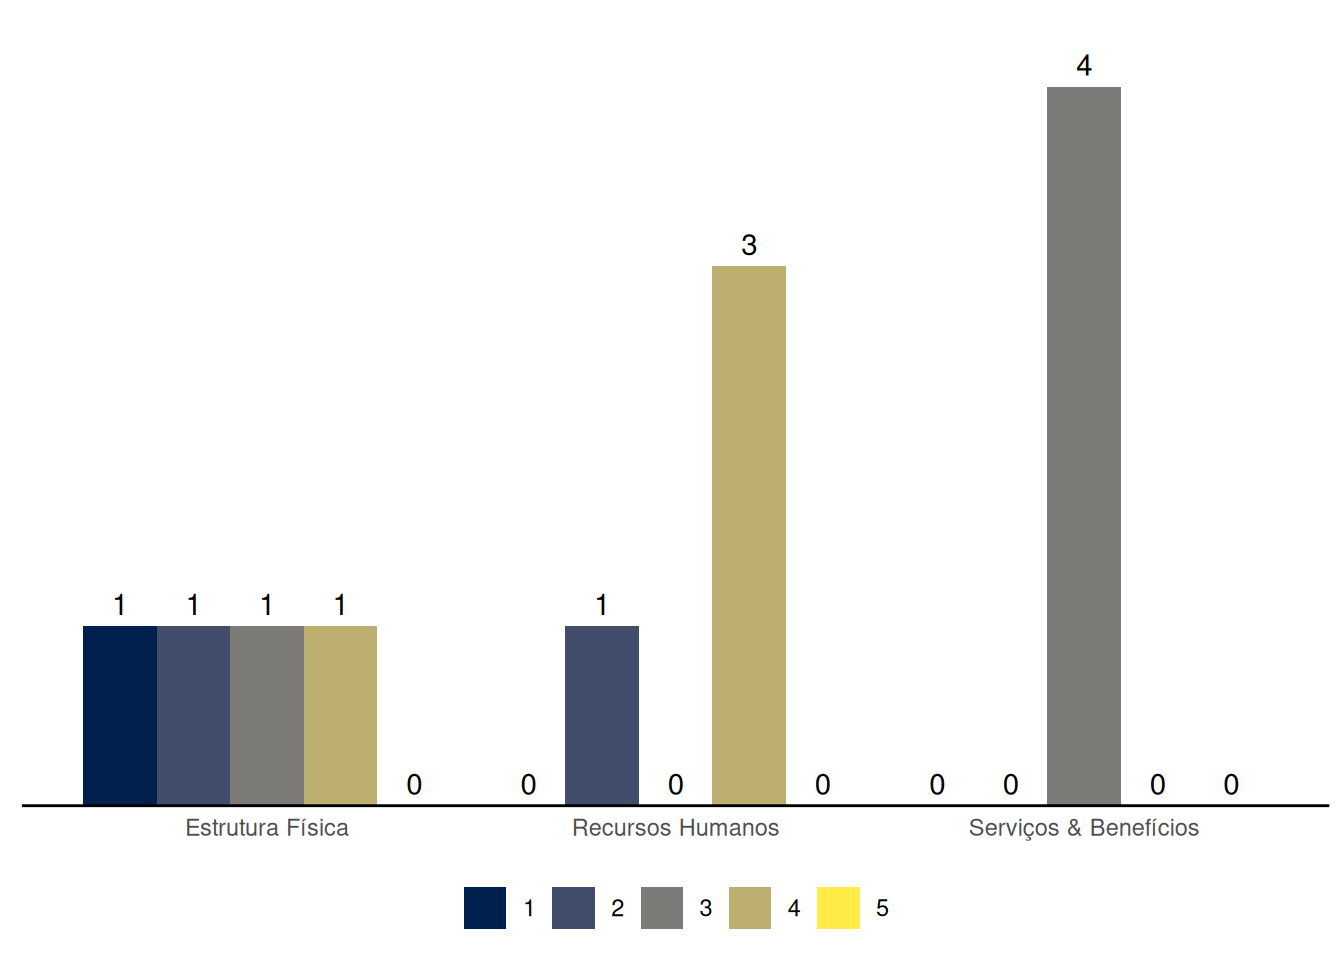 4
3
1 1 1 1 1
0 0 0 0 0 0 0 0
Estrutura Física Recursos Humanos Serviços & Benefícios
1 2 3 4 5